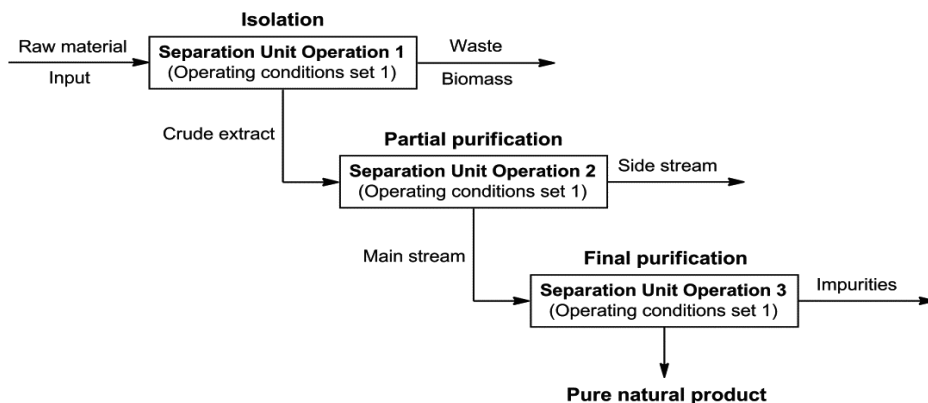 Isolation
Raw material
Input
Separation Unit Operation 1
(Operating conditions set 1)
Waste
Biomass
Crude extract
Partial purification
Separation Unit Operation 2
(Operating conditions set 1)
Side stream
Main stream
Final purification
Separation Unit Operation 3
(Operating conditions set 1)
Impurities
Pure natural product